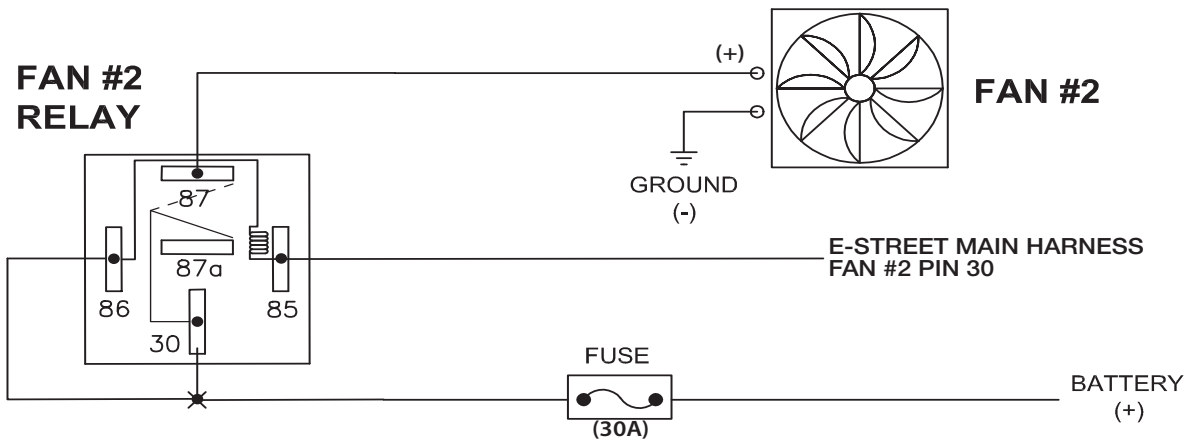 FAN #2
RELAY
(+)
FAN #2
GROUND
(-)
87
87a
86
85
30
E-STREET MAIN HARNESS
FAN #2 PIN 30
FUSE
(30A)
BATTERY
(+)